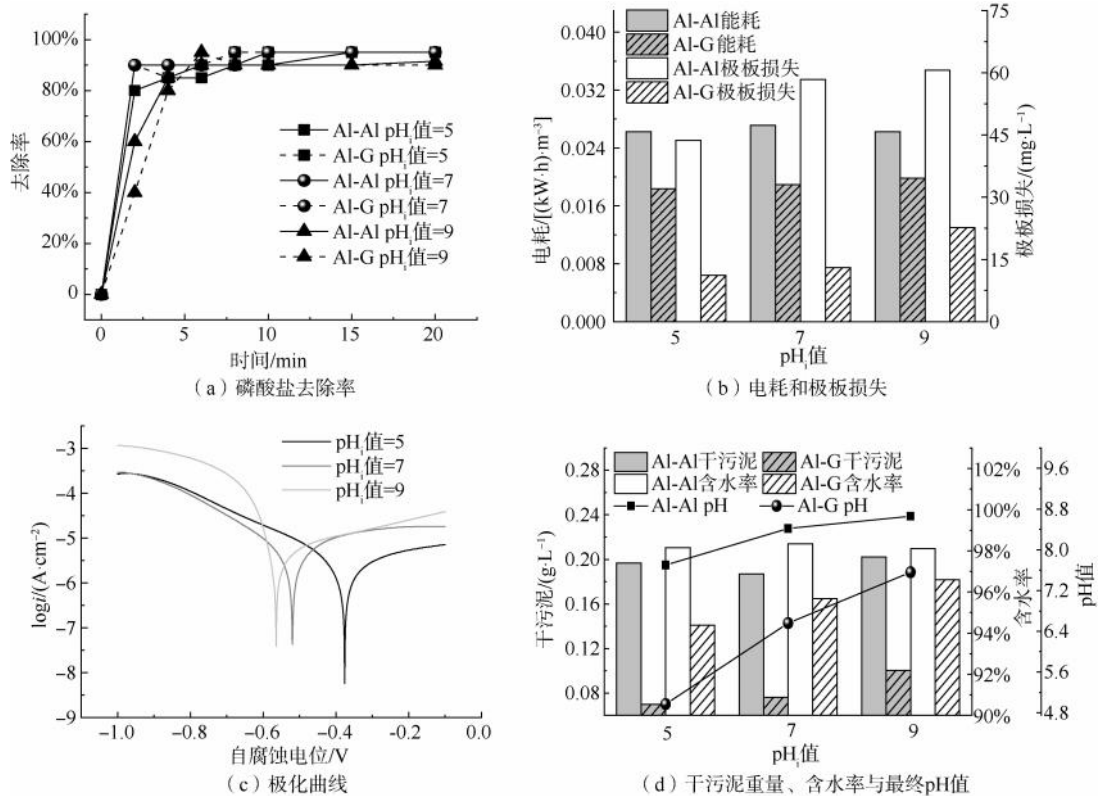 100%
80%
60%
40%
20%
0
去除率
Al-Al pHᵢ值=5
Al-G pHᵢ值=5
Al-Al pHᵢ值=7
Al-G pHᵢ值=7
Al-Al pHᵢ值=9
Al-G pHᵢ值=9
0 5 10 15 20
时间/min
(a)磷酸盐去除率
0.040
0.032
0.024
0.016
0.008
0.000
电耗/[(kW·h)·m⁻³]
Al-Al能耗
Al-G能耗
Al-Al极板损失
Al-G极板损失
75
60
45
30
15
0
极板损失/(mg·L⁻¹)
5 7 9
pHᵢ值
(b)电耗和极板损失
-3
-4
-5
-6
-7
-8
-9
logi/(A·cm⁻²)
pHᵢ值=5
pHᵢ值=7
pHᵢ值=9
-1.0 -0.8 -0.6 -0.4 -0.2 0.0
自腐蚀电位/V
(c)极化曲线
0.28
0.24
0.20
0.16
0.12
0.08
干污泥/(g·L⁻¹)
Al-Al干污泥 Al-G干污泥
Al-Al含水率 Al-G含水率
Al-Al pH Al-G pH
102%
100%
98%
96%
94%
92%
90%
含水率
9.6
8.8
8.0
7.2
6.4
5.6
4.8
pH值
5 7 9
pHᵢ值
(d)干污泥重量、含水率与最终pH值